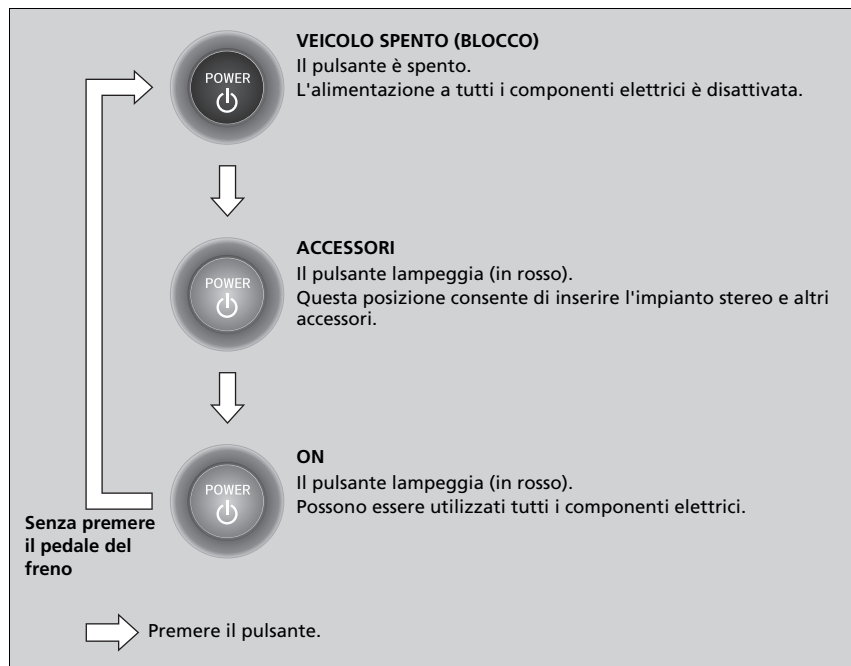 VEICOLO SPENTO (BLOCCO)
POWER
Il pulsante è spento.
L'alimentazione a tutti i componenti elettrici è disattivata.
ACCESSORI
POWER
Il pulsante lampeggia (in rosso).
Questa posizione consente di inserire l'impianto stereo e altri
accessori.
ON
POWER
Il pulsante lampeggia (in rosso).
Possono essere utilizzati tutti i componenti elettrici.
Senza premere
il pedale del
freno
Premere il pulsante.